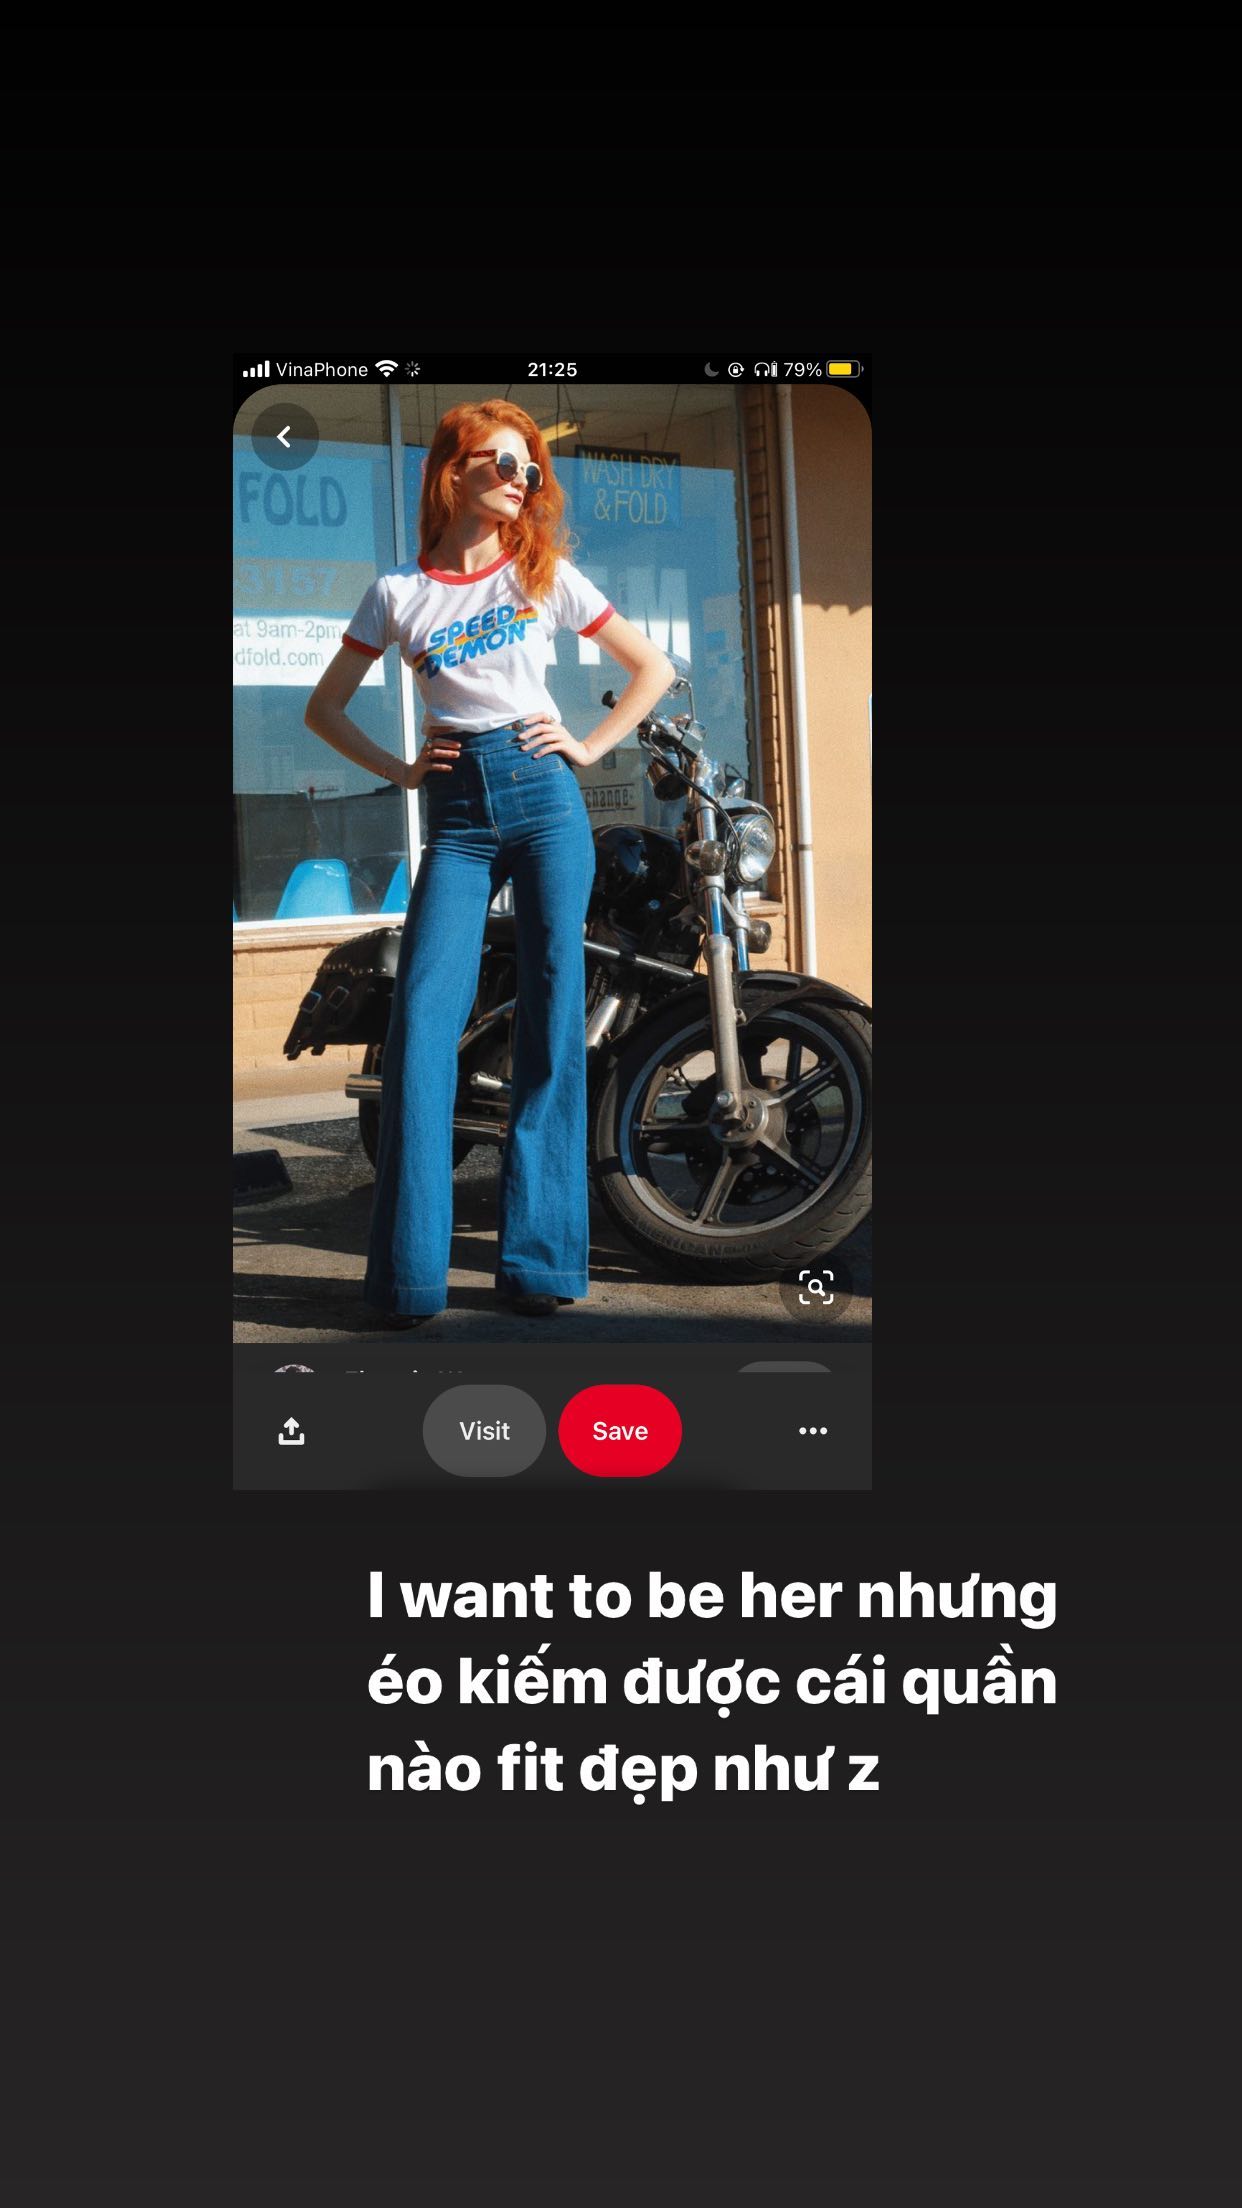 VinaPhone 21:25 79%
WASH DRY
& FOLD
FOLD
3157
at 9am-2pm
dfold.com
SPEED
DEMON
change
Visit Save
I want to be her nhưng
éo kiếm được cái quần
nào fit đẹp như z